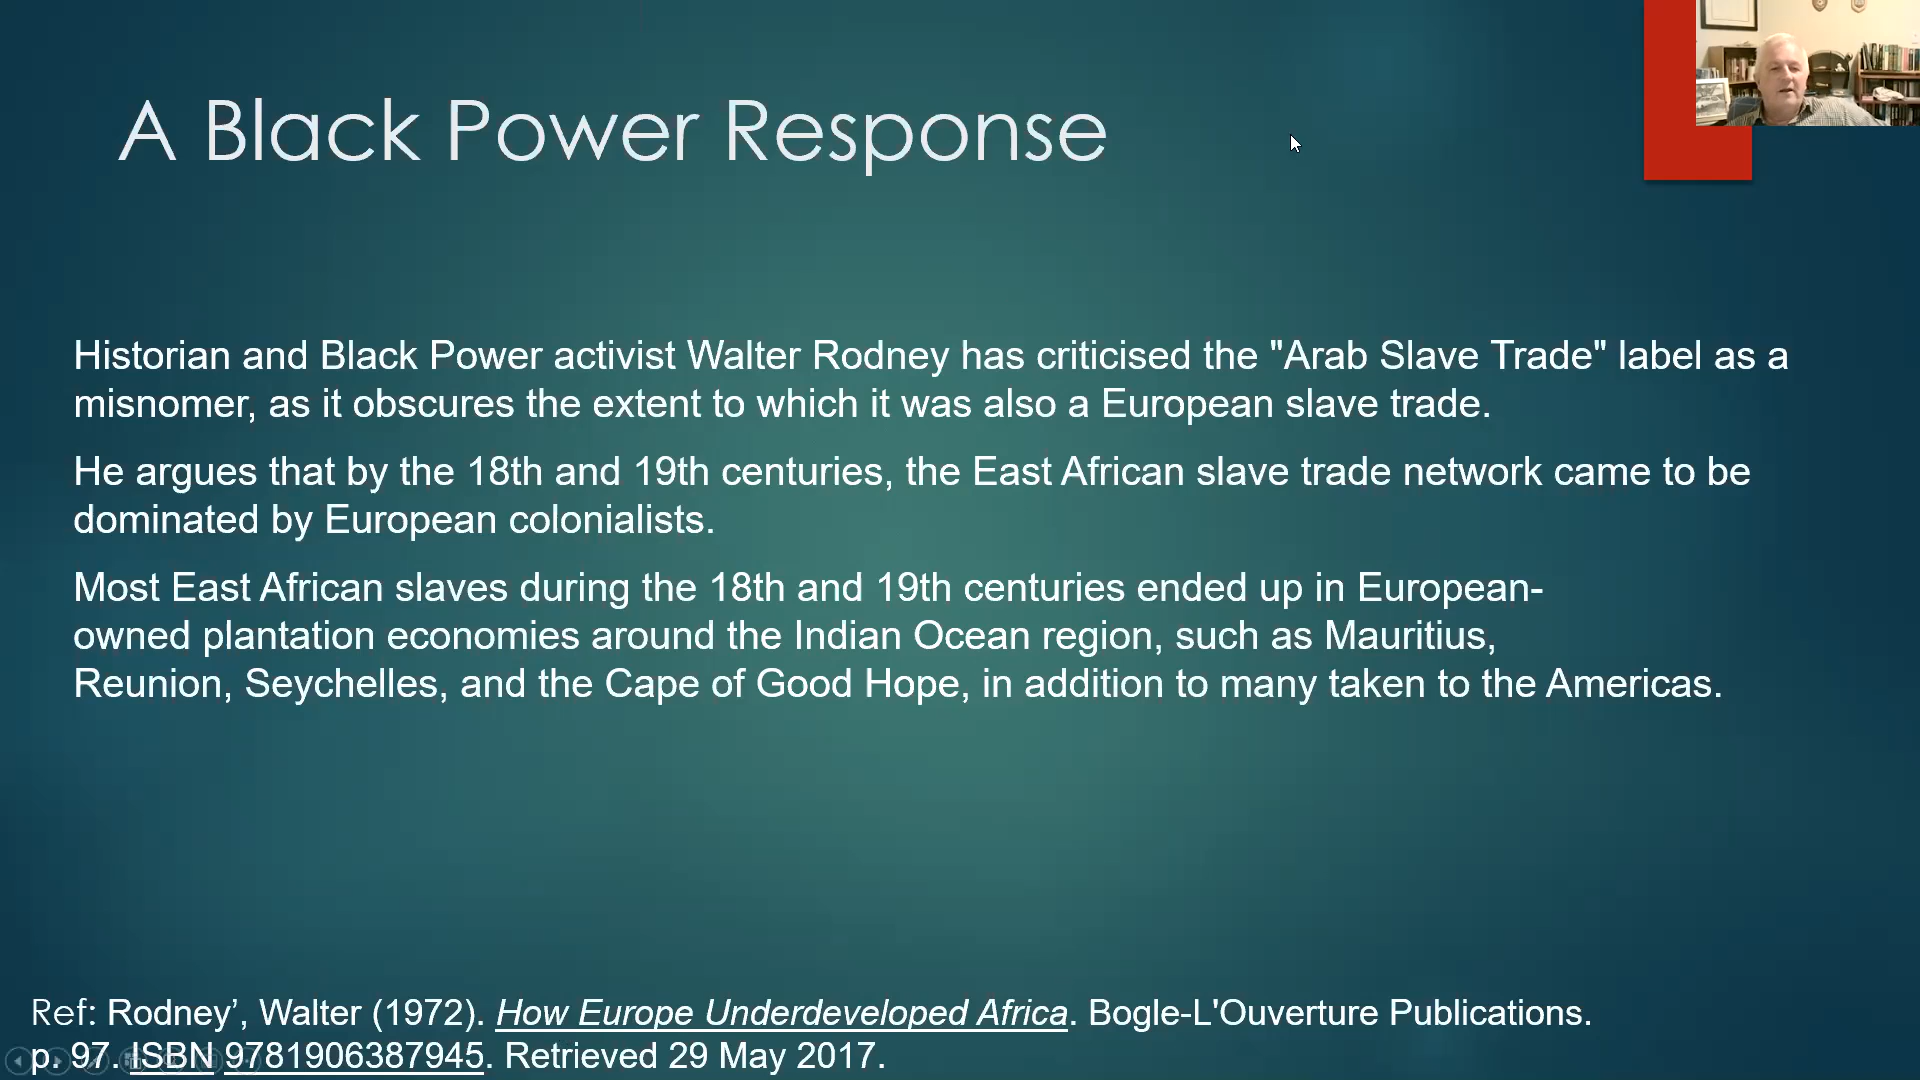 A Black Power Response
Historian and Black Power activist Walter Rodney has criticised the "Arab Slave Trade" label as a
misnomer, as it obscures the extent to which it was also a European slave trade.
He argues that by the 18th and 19th centuries, the East African slave trade network came to be
dominated by European colonialists.
Most East African slaves during the 18th and 19th centuries ended up in European-
owned plantation economies around the Indian Ocean region, such as Mauritius,
Reunion, Seychelles, and the Cape of Good Hope, in addition to many taken to the Americas.
Ref: Rodney’, Walter (1972). How Europe Underdeveloped Africa. Bogle-L'Ouverture Publications.
p. 97. ISBN 9781906387945. Retrieved 29 May 2017.